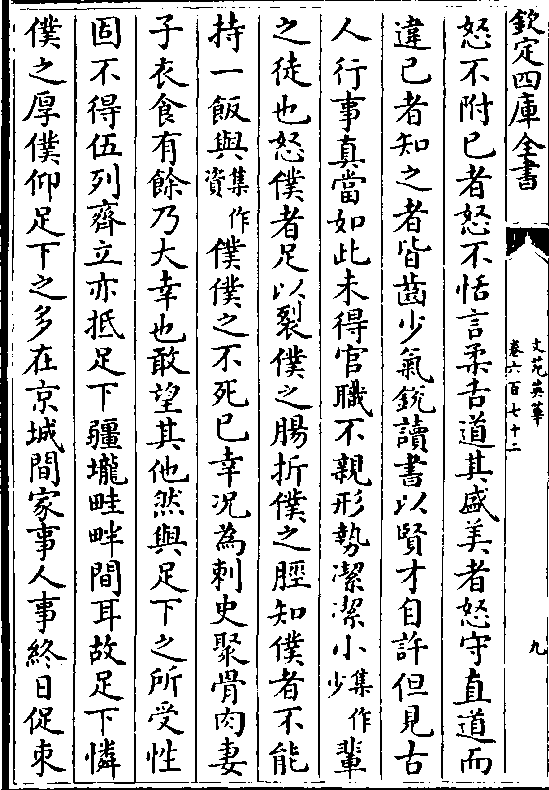 欽定四庫全書
文苑英華
卷六百七十二
九
怒不附已者怒不恬言柔舌道其盛美者怒守直道而
違已者知之者皆齒少氣銳讀書以賢才自許但見古
人行事真當如此未得官職不親形勢潔潔小集作少輩
之徒也怒僕者足以裂僕之腸折僕之脛知僕者不能
持一飯與集作資僕僕之不死已幸况為刺史聚骨肉妻
子衣食有餘乃大幸也敢望其他然與足下之所受性
固不得伍列齊立亦抵足下疆壠畦畔間耳故足下憐
僕之厚僕仰足下之多在京城間家事人事終日促束